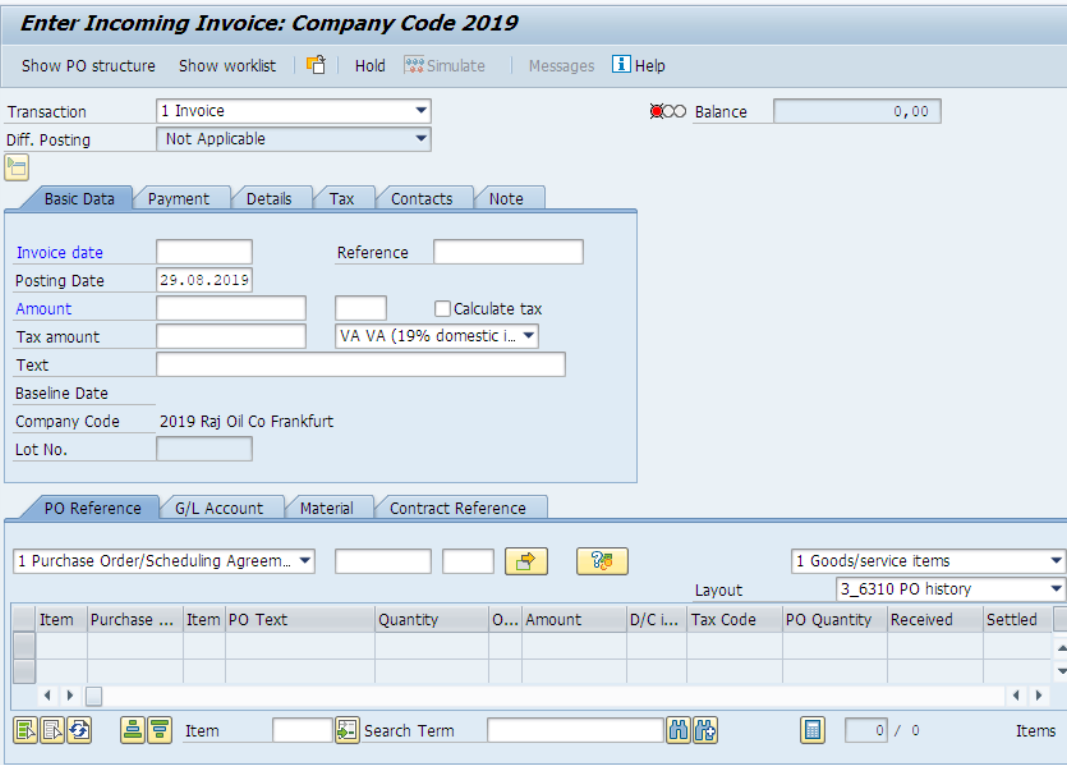 Enter Incoming Invoice: Company Code 2019
Show PO structure Show worklist Hold Simulate Messages Help
Transaction 1 Invoice Balance 0,00
Diff. Posting Not Applicable
Basic Data Payment Details Tax Contacts Note
Invoice date Reference
Posting Date 29.08.2019
Amount Calculate tax
Tax amount VA VA (19% domestic i...
Text
Baseline Date
Company Code 2019 Raj Oil Co Frankfurt
Lot No.
PO Reference G/L Account Material Contract Reference
1 Purchase Order/Scheduling Agreem... 1 Goods/service items
Layout 3_6310 PO history
Item Purchase ... Item PO Text Quantity O... Amount D/C i... Tax Code PO Quantity Received Settled
Item Search Term 0 / 0 Items